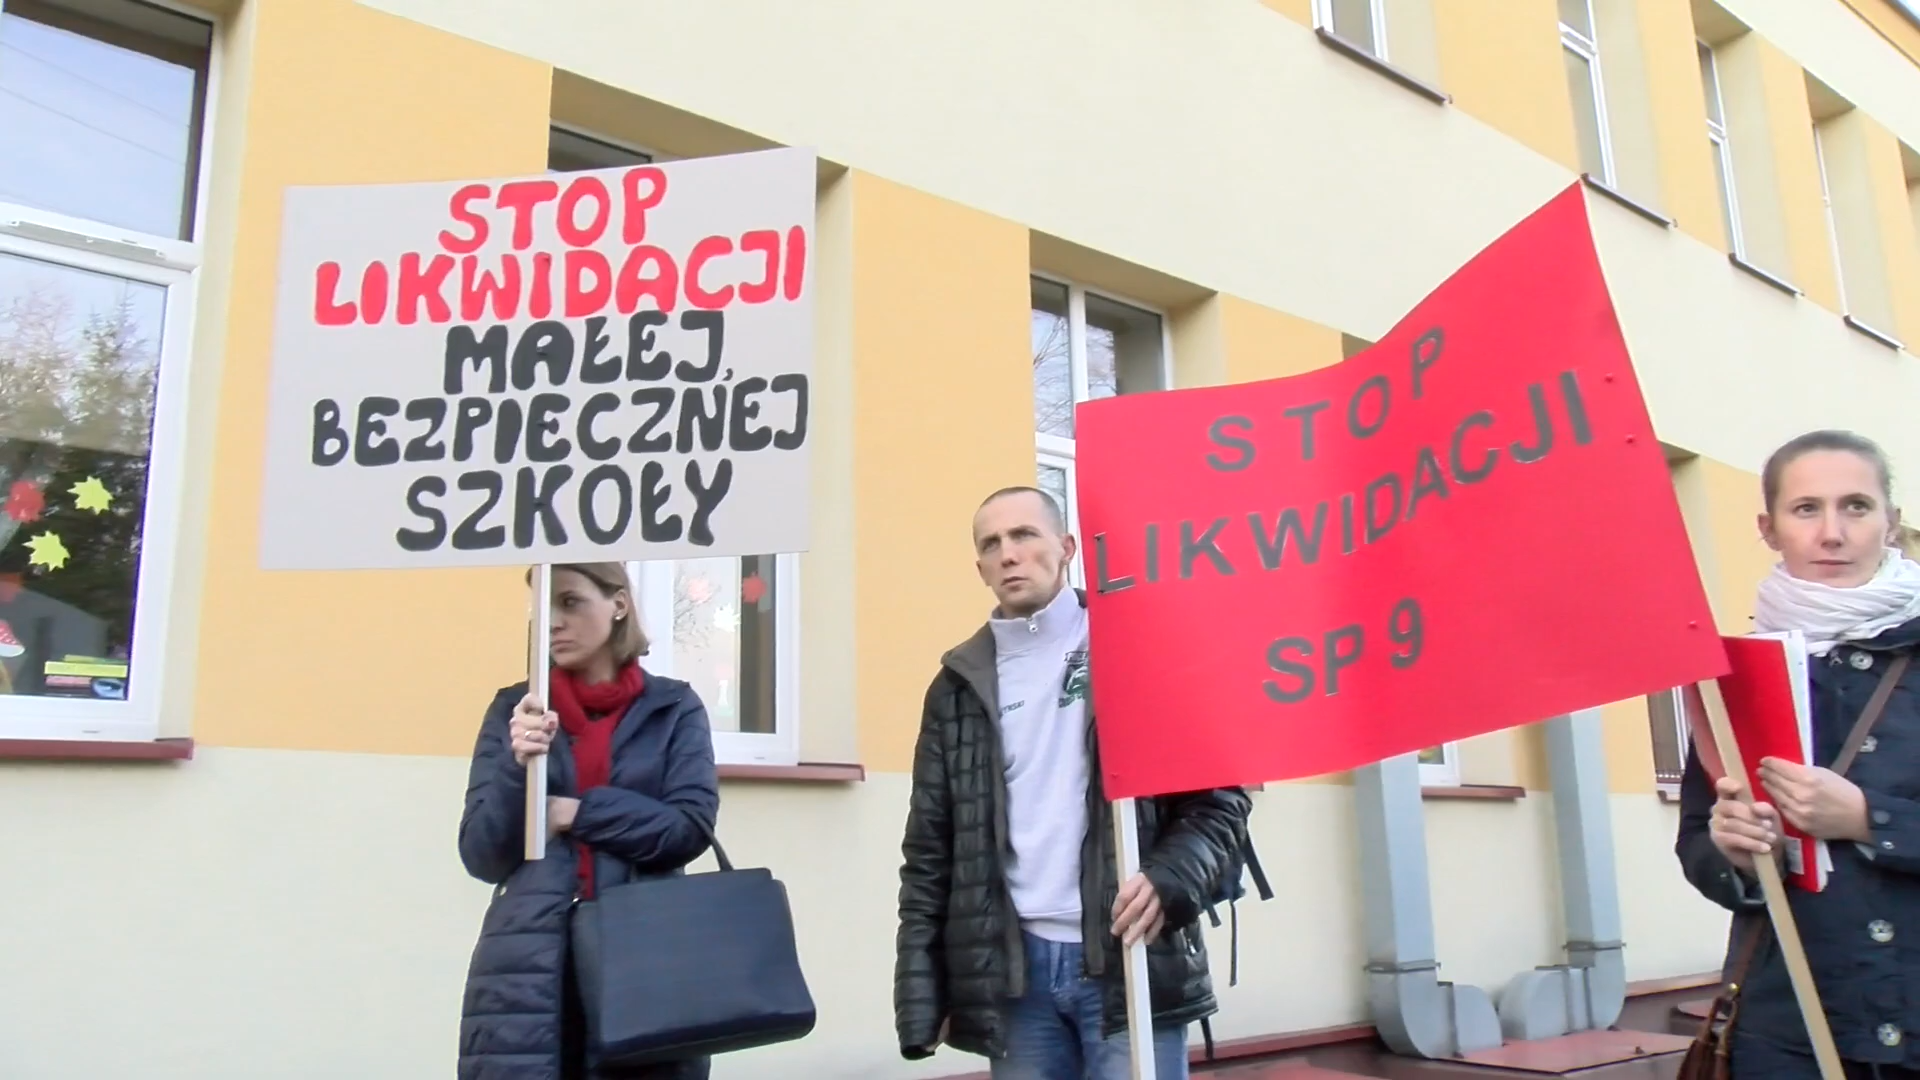 STOP
LIKWIDACJI
MAŁEJ,
BEZPIECZNEJ
SZKOŁY
STOP
LIKWIDACJI
SP 9